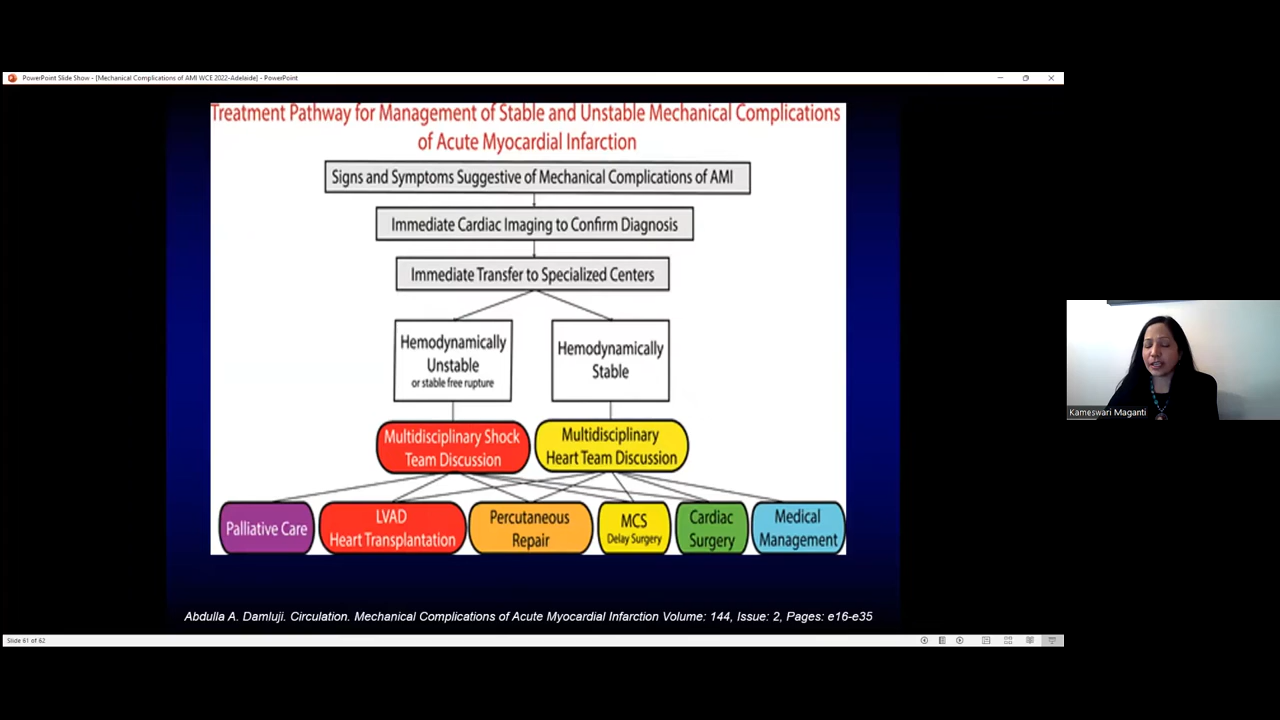 PowerPoint Slide Show - [Mechanical Complications of AMI WCE 2022-Adelaide] - PowerPoint
Treatment Pathway for Management of Stable and Unstable Mechanical Complications
of Acute Myocardial Infarction
Signs and Symptoms Suggestive of Mechanical Complications of AMI
Immediate Cardiac Imaging to Confirm Diagnosis
Immediate Transfer to Specialized Centers
Hemodynamically
Unstable
or stable free rupture
Hemodynamically
Stable
Multidisciplinary Shock
Team Discussion
Multidisciplinary
Heart Team Discussion
Palliative Care
LVAD
Heart Transplantation
Percutaneous
Repair
MCS
Delay Surgery
Cardiac
Surgery
Medical
Management
Abdulla A. Damluji. Circulation. Mechanical Complications of Acute Myocardial Infarction Volume: 144, Issue: 2, Pages: e16-e35
Slide 61 of 62
Kameswari Maganti